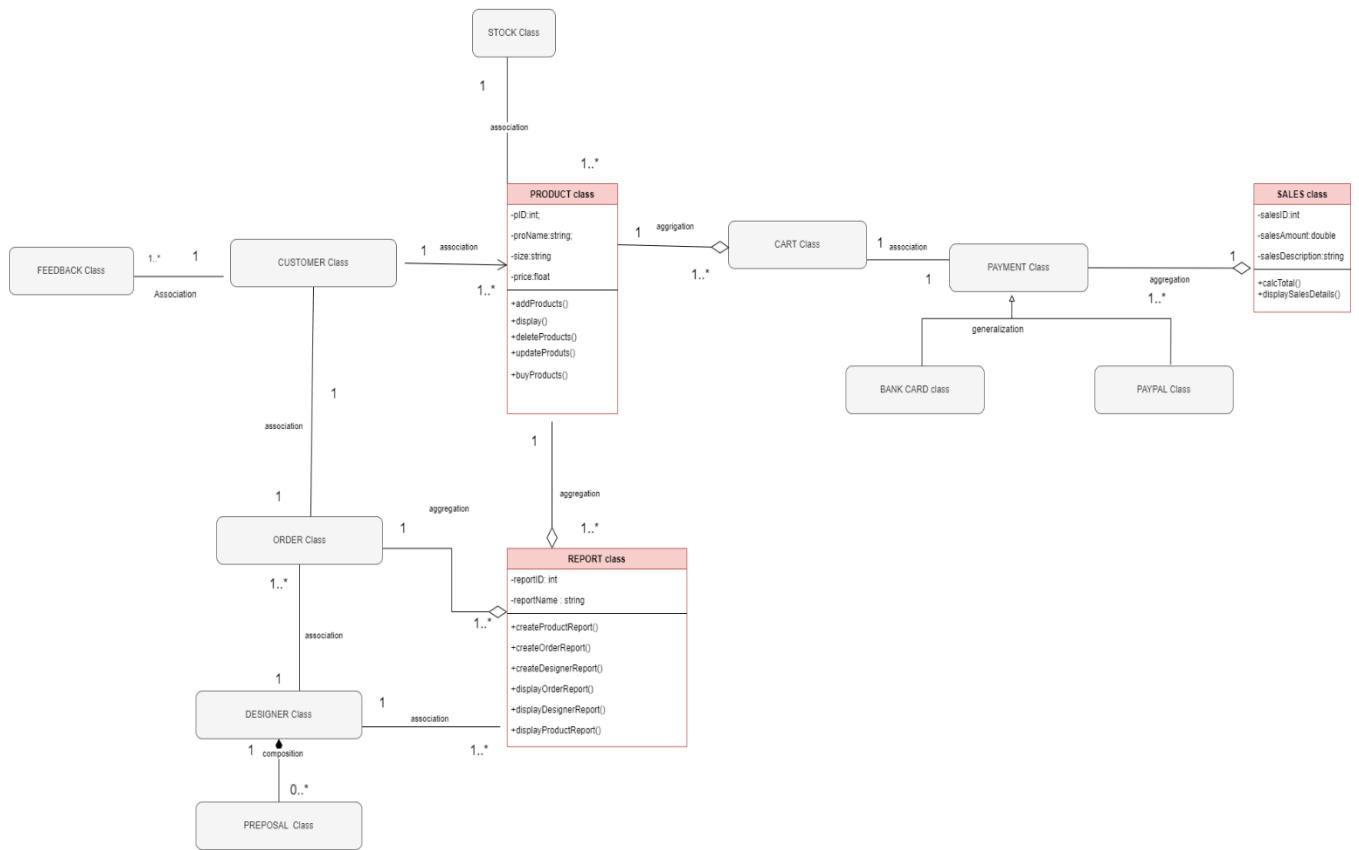 STOCK Class
1
association
1..*
PRODUCT class
-pID:int;
-proName:string;
-size:string
-price:float
+addProducts()
+display()
+deleteProducts()
+updateProduts()
+buyProducts()
SALES class
-salesID:int
-salesAmount:double
-salesDescription:string
+calcTotal()
+displaySalesDetails()
FEEDBACK Class
1..*
1
Association
CUSTOMER Class
1
association
1..*
1
aggrigation
1..*
CART Class
1
association
1
PAYMENT Class
1
aggregation
1..*
generalization
BANK CARD class
PAYPAL Class
1
association
1
1
aggregation
1..*
ORDER Class
1
aggregation
1..*
REPORT class
-reportID: int
-reportName : string
+createProductReport()
+createOrderReport()
+createDesignerReport()
+displayOrderReport()
+displayDesignerReport()
+displayProductReport()
1..*
association
1
DESIGNER Class
1
association
1..*
1
composition
0..*
PREPOSAL Class